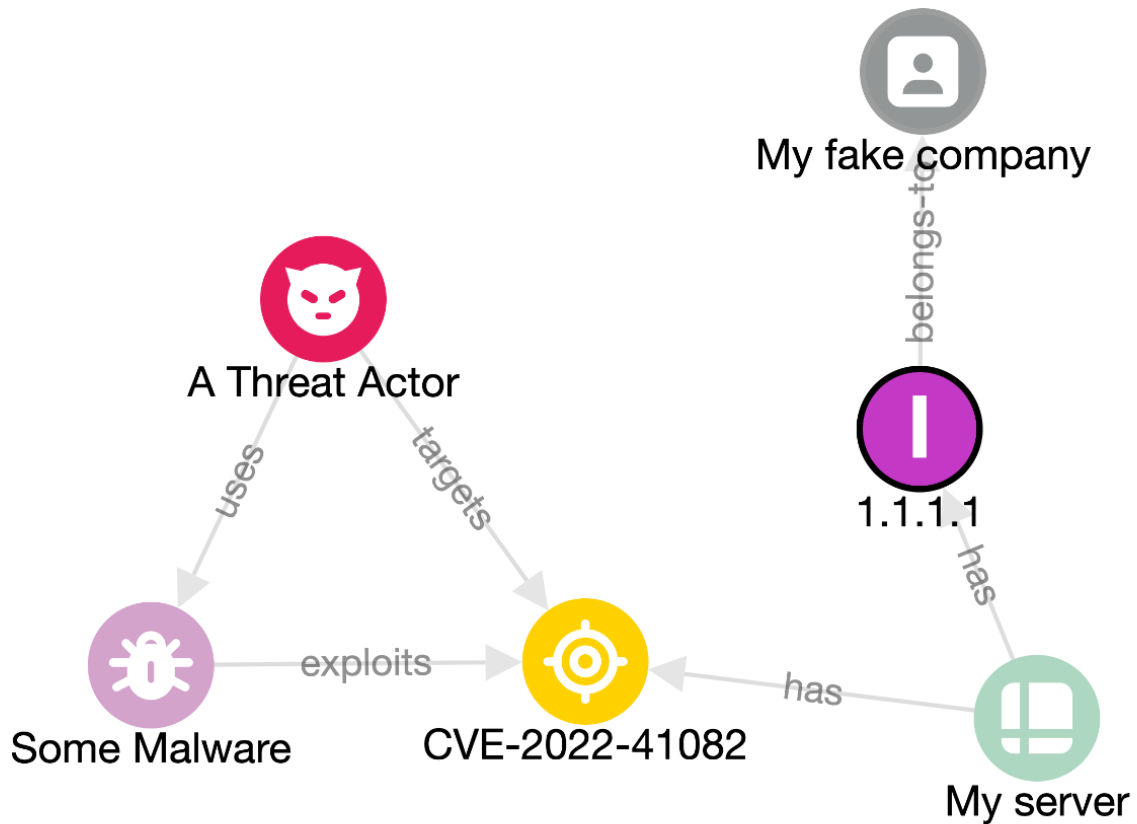 My fake company
belongs-to
A Threat Actor
uses
targets
1.1.1.1
has
Some Malware
exploits
CVE-2022-41082
has
My server